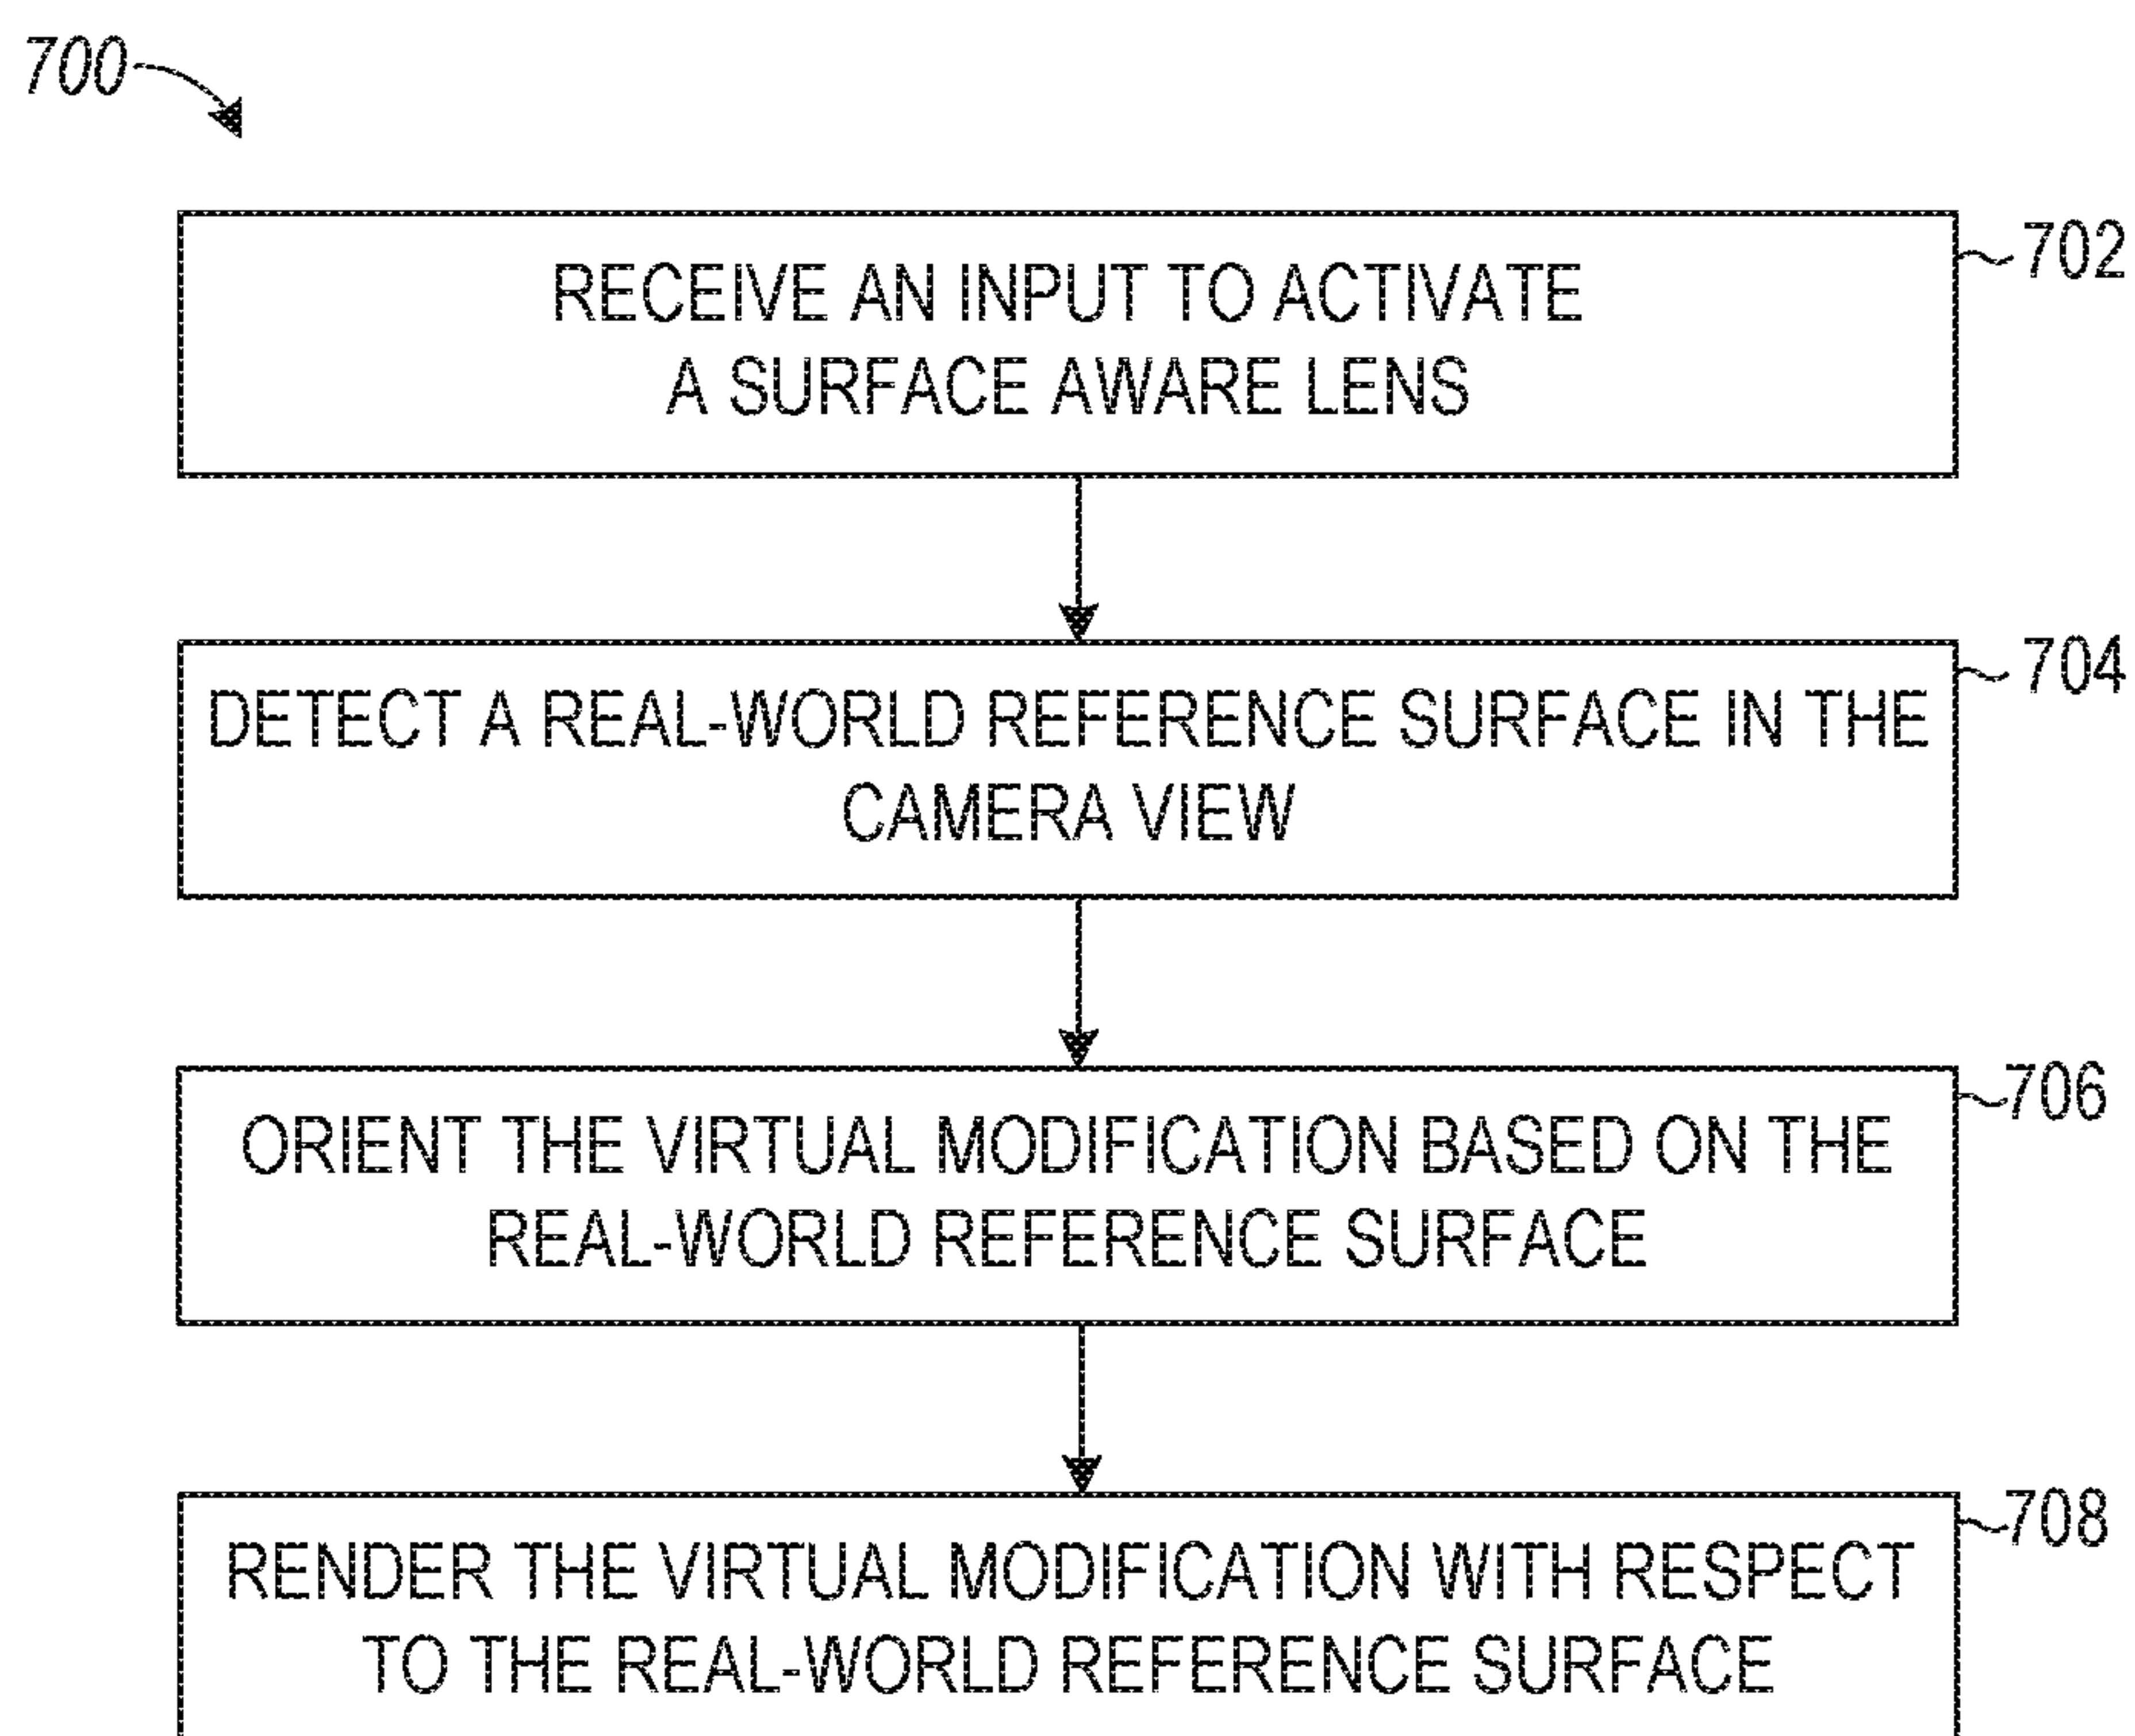 700
RECEIVE AN INPUT TO ACTIVATE
A SURFACE AWARE LENS
702
DETECT A REAL-WORLD REFERENCE SURFACE IN THE
CAMERA VIEW
704
ORIENT THE VIRTUAL MODIFICATION BASED ON THE
REAL-WORLD REFERENCE SURFACE
706
RENDER THE VIRTUAL MODIFICATION WITH RESPECT
TO THE REAL-WORLD REFERENCE SURFACE
708